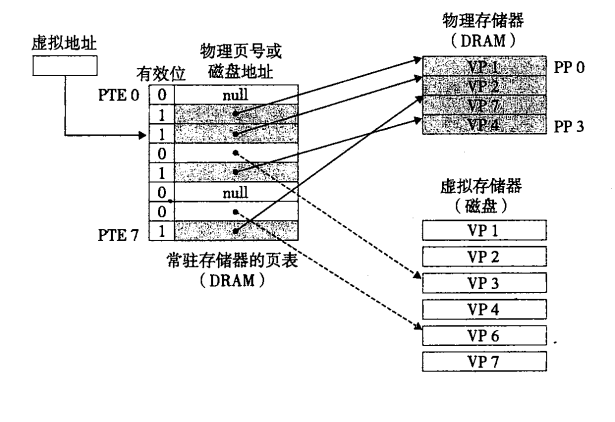 虚拟地址
物理页号或
磁盘地址
有效位
PTE 0
0
null
1
1
0
1
0
null
0
PTE 7
1
常驻存储器的页表
（DRAM）
物理存储器
（DRAM）
VP 1
PP 0
VP 2
VP 7
VP 4
PP 3
虚拟存储器
（磁盘）
VP 1
VP 2
VP 3
VP 4
VP 6
VP 7